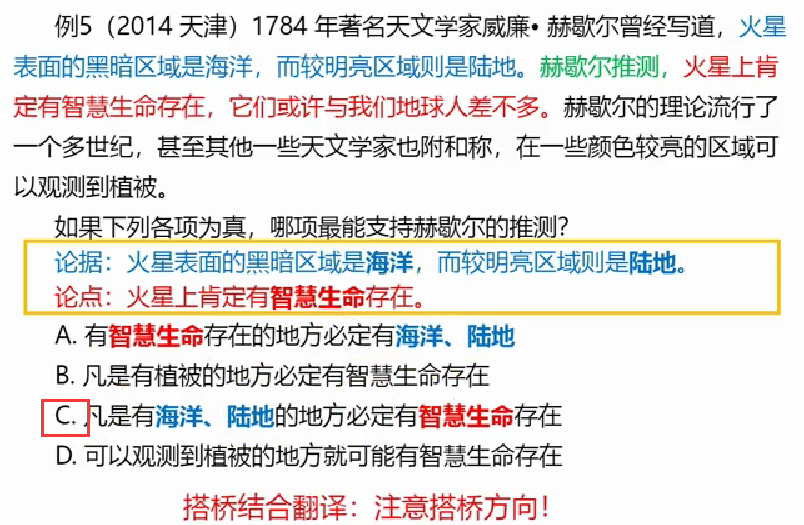 例5（2014 天津）1784 年著名天文学家威廉• 赫歇尔曾经写道，火星
表面的黑暗区域是海洋，而较明亮区域则是陆地。赫歇尔推测，火星上肯
定有智慧生命存在，它们或许与我们地球人差不多。赫歇尔的理论流行了
一个多世纪，甚至其他一些天文学家也附和称，在一些颜色较亮的区域可
以观测到植被。
如果下列各项为真，哪项最能支持赫歇尔的推测？
论据：火星表面的黑暗区域是海洋，而较明亮区域则是陆地。
论点：火星上肯定有智慧生命存在。
A. 有智慧生命存在的地方必定有海洋、陆地
B. 凡是有植被的地方必定有智慧生命存在
C. 凡是有海洋、陆地的地方必定有智慧生命存在
D. 可以观测到植被的地方就可能有智慧生命存在
搭桥结合翻译：注意搭桥方向！